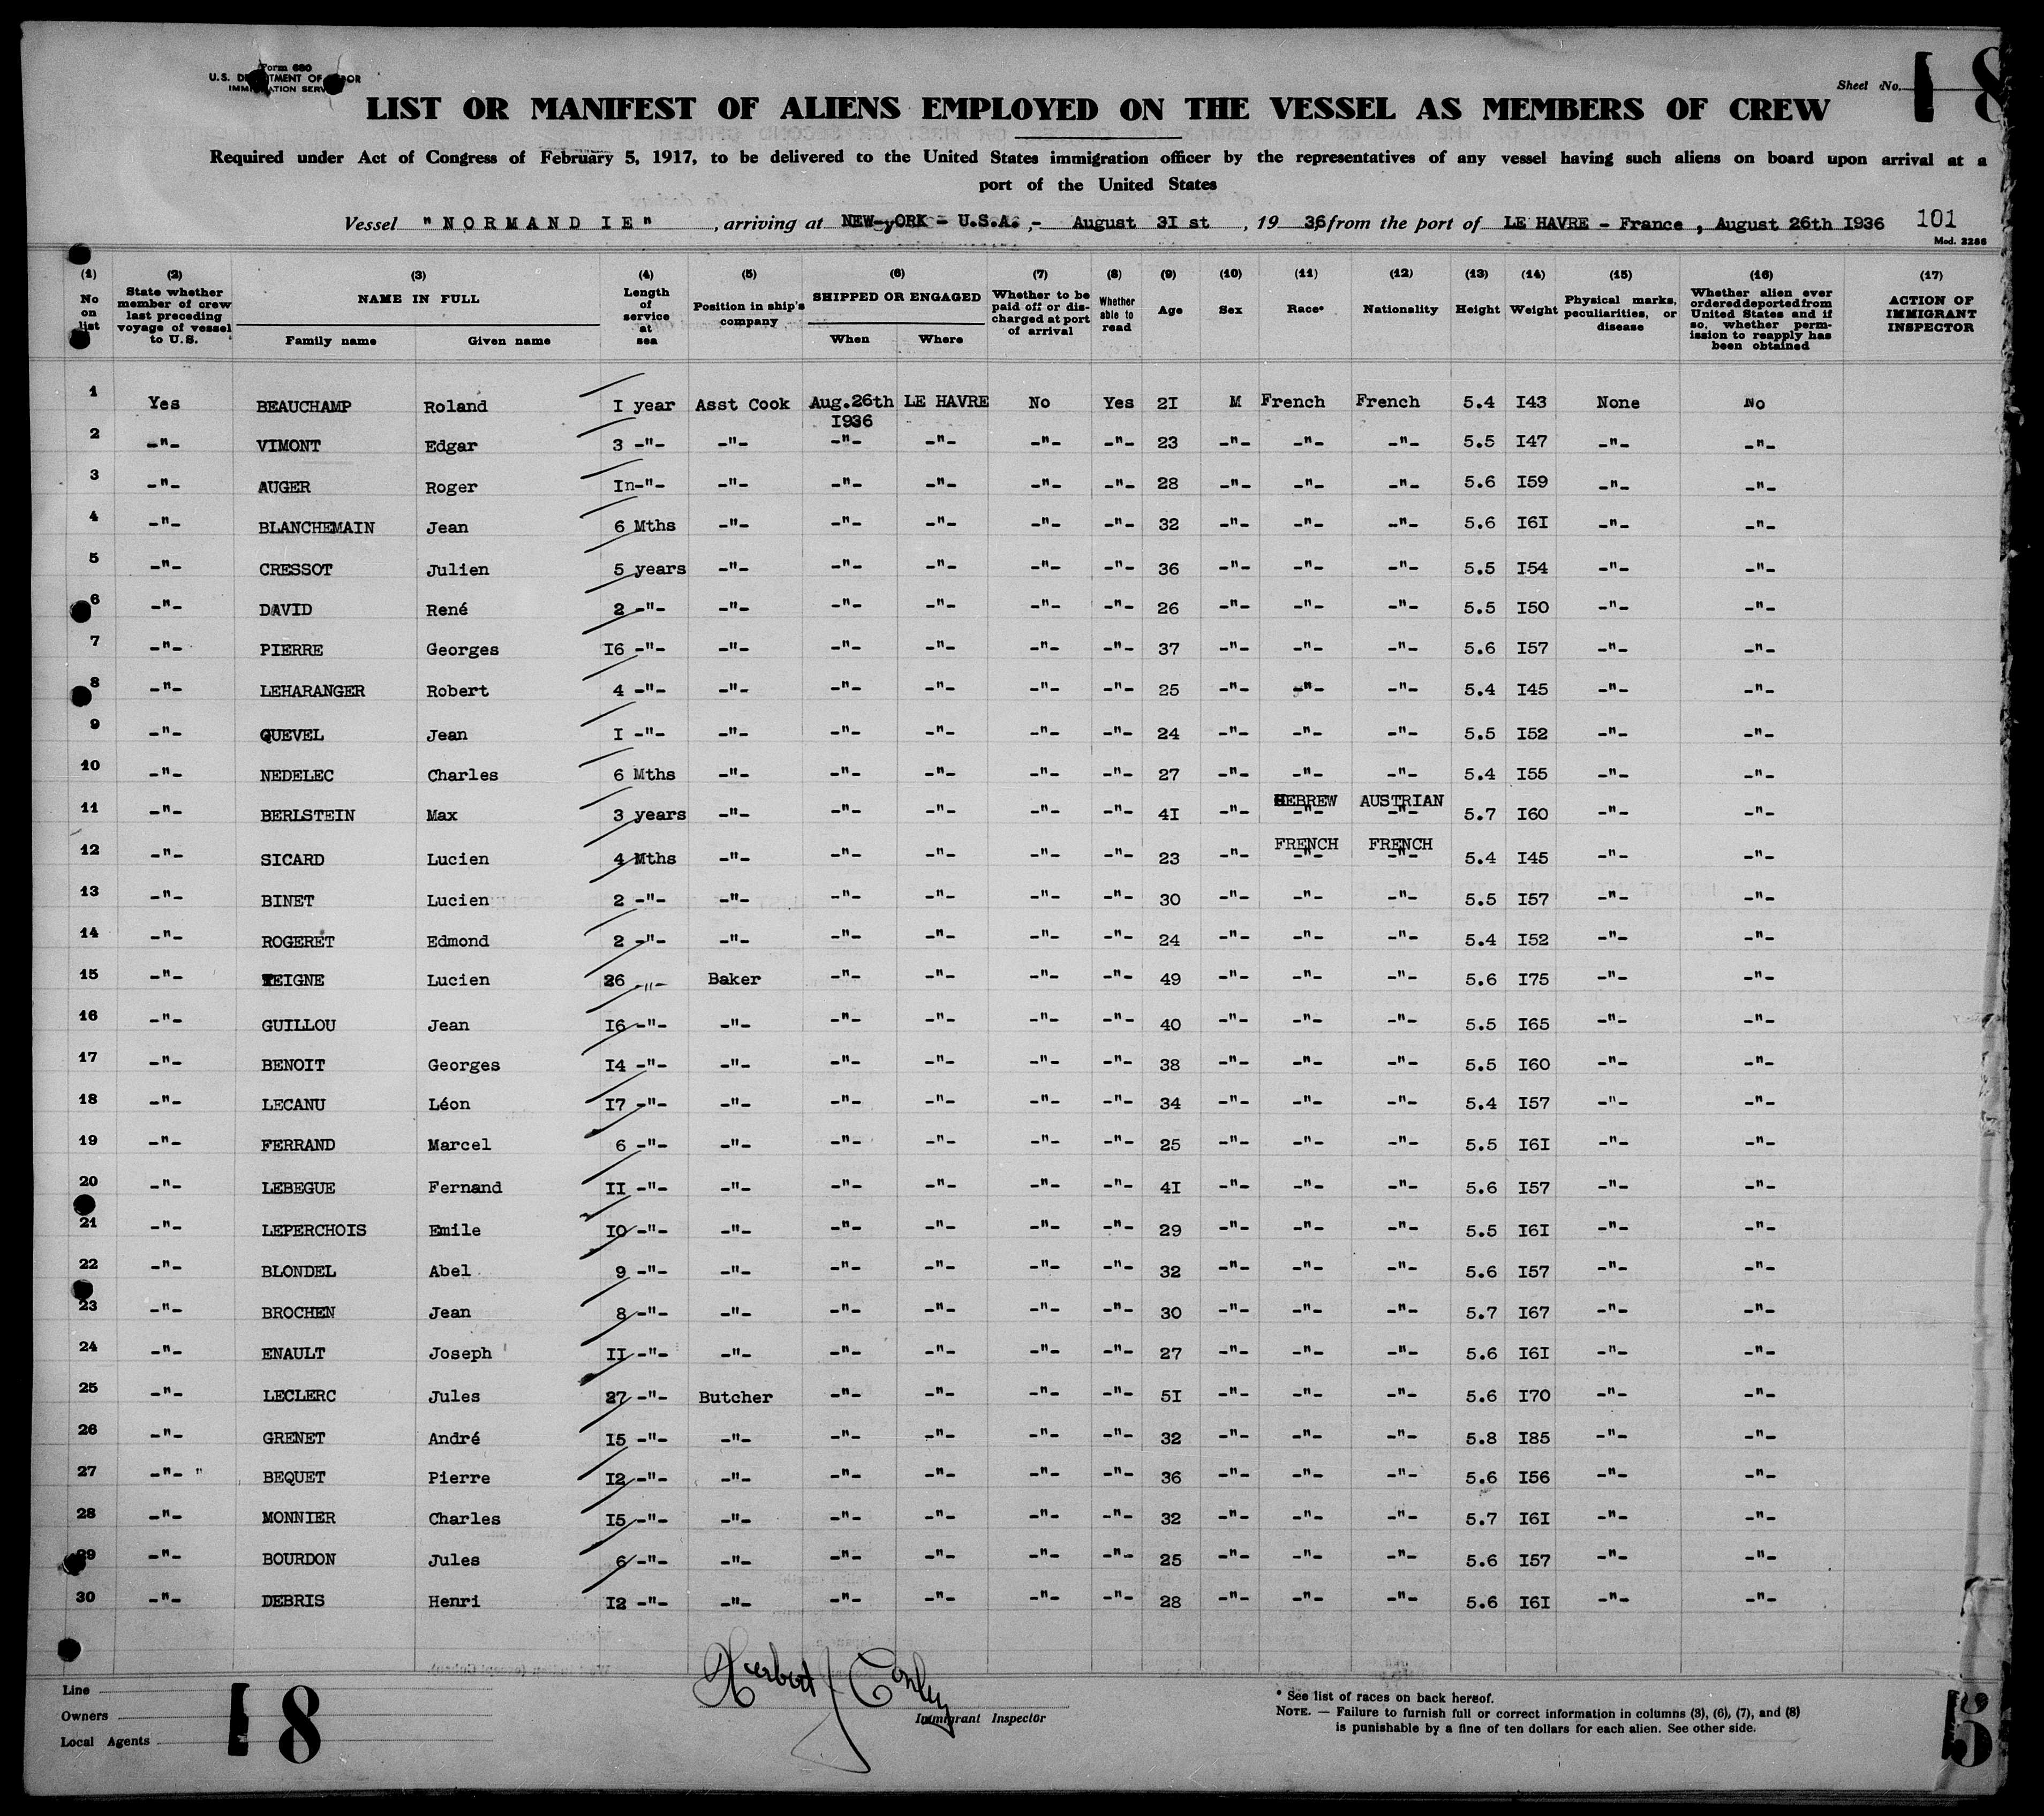 Form 680
U.S. DEPARTMENT OF LABOR
IMMIGRATION SERVICE
Sheet No. 18
LIST OR MANIFEST OF ALIENS EMPLOYED ON THE VESSEL AS MEMBERS OF CREW
Required under Act of Congress of February 5, 1917, to be delivered to the United States immigration officer by the representatives of any vessel having such aliens on board upon arrival at a
port of the United States
Vessel "NORMANDIE", arriving at NEW-yORK - U.S.A. - August 3I st, 19 36, from the port of LE HAVRE - France, August 26th I936 101
Mod. 2286
(1) (2) (3) (4) (5) (6) (7) (8) (9) (10) (11) (12) (13) (14) (15) (16) (17)
No on list | State whether member of crew last preceding voyage of vessel to U.S. | NAME IN FULL Family name Given name | Length of service at sea | Position in ship's company | SHIPPED OR ENGAGED When Where | Whether to be paid off or discharged at port of arrival | Whether able to read | Age | Sex | Race* | Nationality | Height | Weight | Physical marks, peculiarities, or disease | Whether alien ever ordered deported from United States and if so, whether permission to reapply has been obtained | ACTION OF IMMIGRANT INSPECTOR
1 Yes BEAUCHAMP Roland I year Asst Cook Aug.26th I936 LE HAVRE No Yes 2I M French French 5.4 I43 None No
2 -"- VIMONT Edgar 3 -"- -"- -"- -"- -"- -"- 23 -"- -"- -"- 5.5 I47 -"- -"-
3 -"- AUGER Roger In-"- -"- -"- -"- -"- -"- 28 -"- -"- -"- 5.6 I59 -"- -"-
4 -"- BLANCHEMAIN Jean 6 Mths -"- -"- -"- -"- -"- 32 -"- -"- -"- 5.6 I6I -"- -"-
5 -"- CRESSOT Julien 5 years -"- -"- -"- -"- -"- 36 -"- -"- -"- 5.5 I54 -"- -"-
6 -"- DAVID René 2 -"- -"- -"- -"- -"- -"- 26 -"- -"- -"- 5.5 I50 -"- -"-
7 -"- PIERRE Georges I6 -"- -"- -"- -"- -"- -"- 37 -"- -"- -"- 5.6 I57 -"- -"-
8 -"- LEHARANGER Robert 4 -"- -"- -"- -"- -"- -"- 25 -"- -"- -"- 5.4 I45 -"- -"-
9 -"- QUEVEL Jean I -"- -"- -"- -"- -"- -"- 24 -"- -"- -"- 5.5 I52 -"- -"-
10 -"- NEDELEC Charles 6 Mths -"- -"- -"- -"- -"- 27 -"- -"- -"- 5.4 I55 -"- -"-
11 -"- BERLSTEIN Max 3 years -"- -"- -"- -"- -"- 4I -"- HEBREW -"- AUSTRIAN -"- 5.7 I60 -"- -"-
12 -"- SICARD Lucien 4 Mths -"- -"- -"- -"- -"- 23 -"- FRENCH -"- FRENCH -"- 5.4 I45 -"- -"-
13 -"- BINET Lucien 2 -"- -"- -"- -"- -"- -"- 30 -"- -"- -"- 5.5 I57 -"- -"-
14 -"- ROGERET Edmond 2 -"- -"- -"- -"- -"- -"- 24 -"- -"- -"- 5.4 I52 -"- -"-
15 -"- TEIGNE Lucien 26 -"- Baker -"- -"- -"- -"- 49 -"- -"- -"- 5.6 I75 -"- -"-
16 -"- GUILLOU Jean I6 -"- -"- -"- -"- -"- -"- 40 -"- -"- -"- 5.5 I65 -"- -"-
17 -"- BENOIT Georges I4 -"- -"- -"- -"- -"- -"- 38 -"- -"- -"- 5.5 I60 -"- -"-
18 -"- LECANU Léon I7 -"- -"- -"- -"- -"- -"- 34 -"- -"- -"- 5.4 I57 -"- -"-
19 -"- FERRAND Marcel 6 -"- -"- -"- -"- -"- -"- 25 -"- -"- -"- 5.5 I6I -"- -"-
20 -"- LEBEGUE Fernand II -"- -"- -"- -"- -"- -"- 4I -"- -"- -"- 5.6 I57 -"- -"-
21 -"- LEPERCHOIS Emile IO -"- -"- -"- -"- -"- -"- 29 -"- -"- -"- 5.5 I6I -"- -"-
22 -"- BLONDEL Abel 9 -"- -"- -"- -"- -"- -"- 32 -"- -"- -"- 5.6 I57 -"- -"-
23 -"- BROCHEN Jean 8 -"- -"- -"- -"- -"- -"- 30 -"- -"- -"- 5.7 I67 -"- -"-
24 -"- ENAULT Joseph II -"- -"- -"- -"- -"- -"- 27 -"- -"- -"- 5.6 I6I -"- -"-
25 -"- LECLERC Jules 27 -"- Butcher -"- -"- -"- -"- 5I -"- -"- -"- 5.6 I70 -"- -"-
26 -"- GRENET André I5 -"- -"- -"- -"- -"- -"- 32 -"- -"- -"- 5.8 I85 -"- -"-
27 -"- " BEQUET Pierre I2 -"- -"- -"- -"- -"- -"- 36 -"- -"- -"- 5.6 I56 -"- -"-
28 -"- MONNIER Charles I5 -"- -"- -"- -"- -"- -"- 32 -"- -"- -"- 5.7 I6I -"- -"-
29 -"- BOURDON Jules 6 -"- -"- -"- -"- -"- -"- 25 -"- -"- -"- 5.6 I57 -"- -"-
30 -"- DEBRIS Henri I2 -"- -"- -"- -"- -"- -"- 28 -"- -"- -"- 5.6 I6I -"- -"-
Line
Owners
Local Agents
18
Herbert J Conley
Immigrant Inspector
* See list of races on back hereof.
NOTE. — Failure to furnish full or correct information in columns (3), (6), (7), and (8)
is punishable by a fine of ten dollars for each alien. See other side.
15